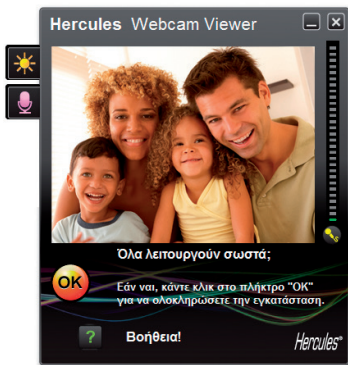 Hercules Webcam Viewer
Όλα λειτουργούν σωστά;
OK
Εάν ναι, κάντε κλικ στο πλήκτρο "OK"
για να ολοκληρώσετε την εγκατάσταση.
? Βοήθεια!
Hercules®